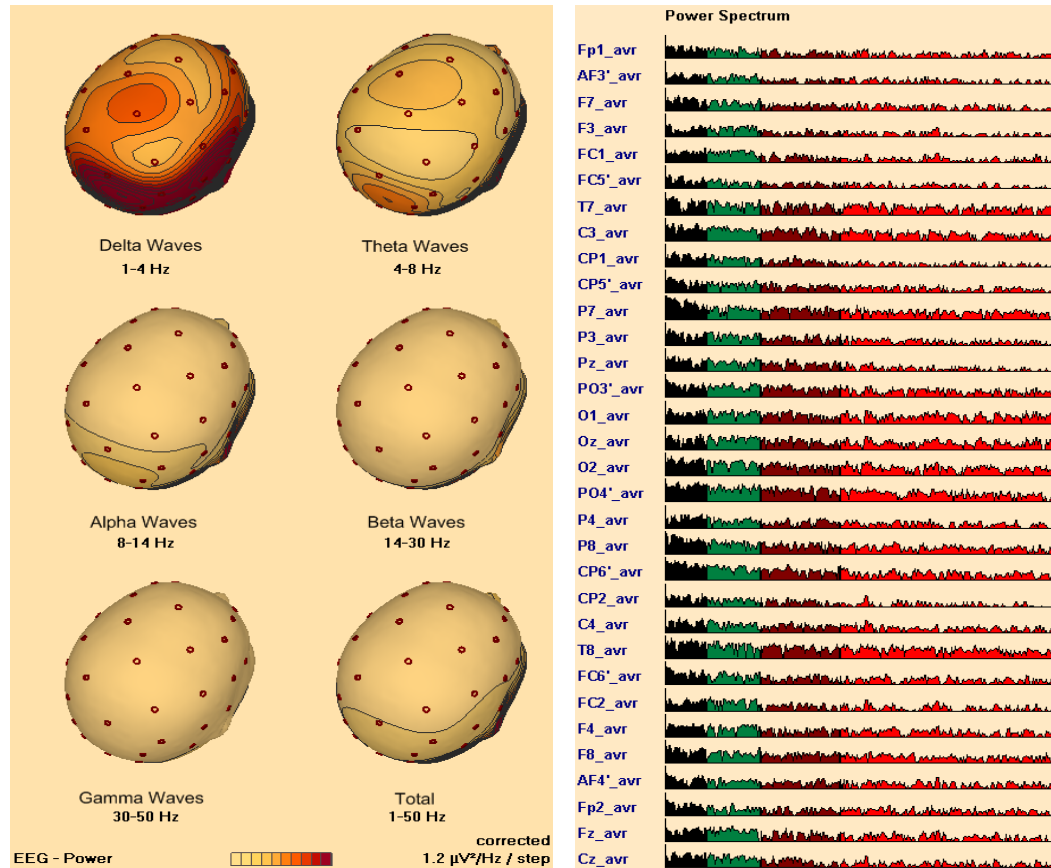 Delta Waves
1-4 Hz
Theta Waves
4-8 Hz
Alpha Waves
8-14 Hz
Beta Waves
14-30 Hz
Gamma Waves
30-50 Hz
Total
1-50 Hz
corrected
EEG - Power
1.2 µV²/Hz / step
Power Spectrum
Fp1_avr
AF3'_avr
F7_avr
F3_avr
FC1_avr
FC5'_avr
T7_avr
C3_avr
CP1_avr
CP5'_avr
P7_avr
P3_avr
Pz_avr
PO3'_avr
O1_avr
Oz_avr
O2_avr
PO4'_avr
P4_avr
P8_avr
CP6'_avr
CP2_avr
C4_avr
T8_avr
FC6'_avr
FC2_avr
F4_avr
F8_avr
AF4'_avr
Fp2_avr
Fz_avr
Cz_avr